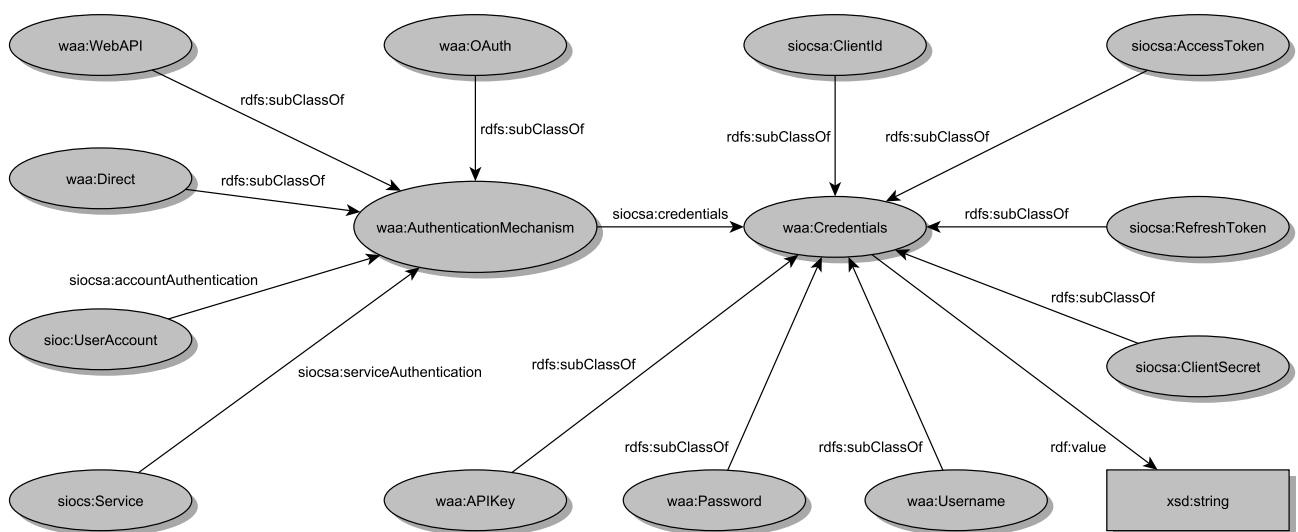 waa:WebAPI
waa:OAuth
siocsa:ClientId
siocsa:AccessToken
rdfs:subClassOf
rdfs:subClassOf
rdfs:subClassOf
rdfs:subClassOf
waa:Direct
rdfs:subClassOf
waa:AuthenticationMechanism
siocsa:credentials
waa:Credentials
rdfs:subClassOf
siocsa:RefreshToken
siocsa:accountAuthentication
rdfs:subClassOf
sioc:UserAccount
siocsa:serviceAuthentication
rdfs:subClassOf
siocsa:ClientSecret
rdfs:subClassOf
rdfs:subClassOf
rdf:value
siocs:Service
waa:APIKey
waa:Password
waa:Username
xsd:string